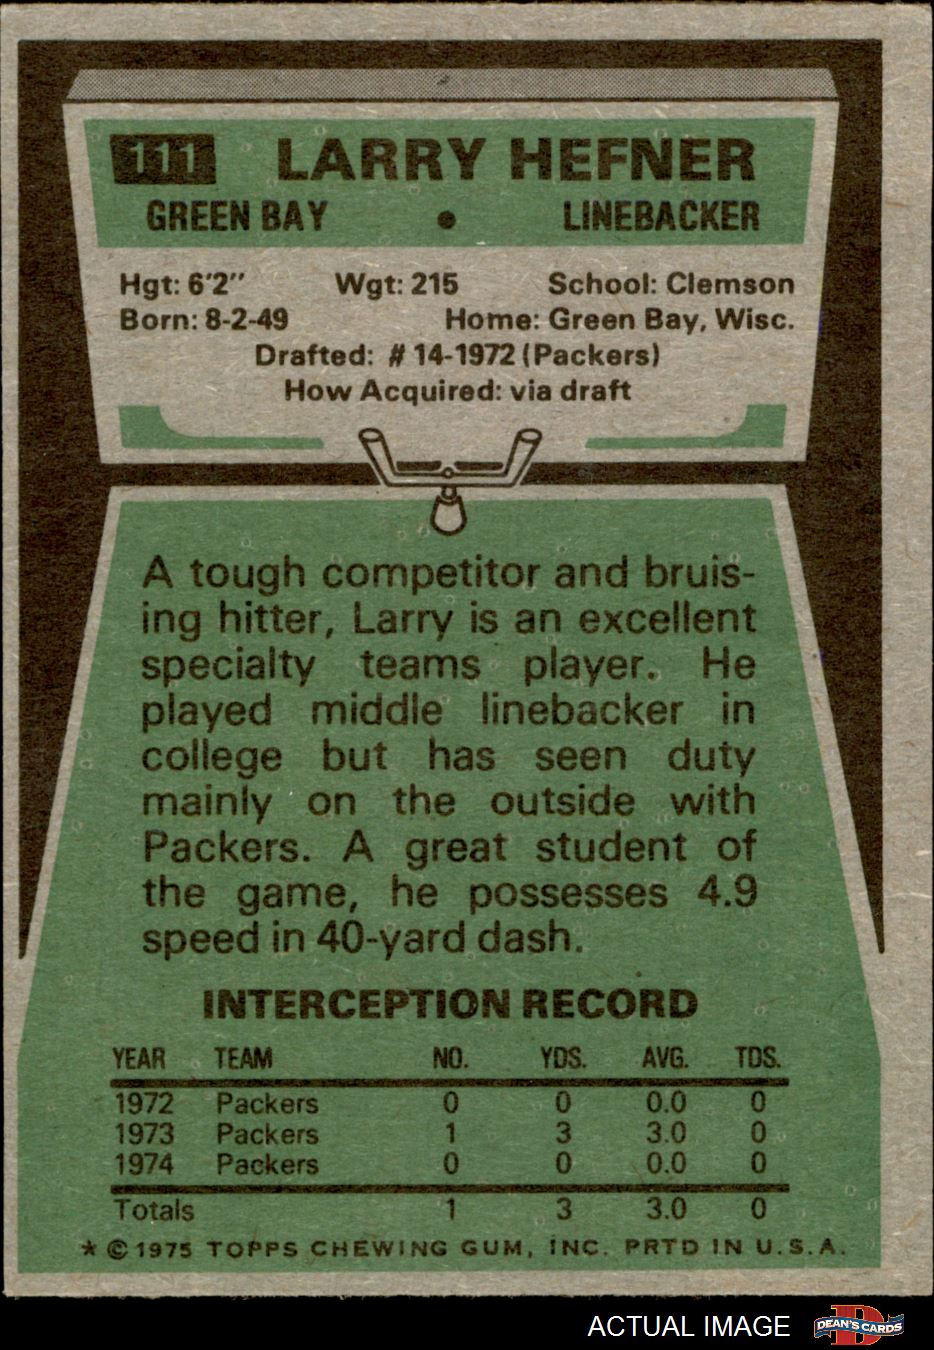 111 LARRY HEFNER
GREEN BAY • LINEBACKER
Hgt: 6'2" Wgt: 215 School: Clemson
Born: 8-2-49 Home: Green Bay, Wisc.
Drafted: # 14-1972 (Packers)
How Acquired: via draft
A tough competitor and bruis-
ing hitter, Larry is an excellent
specialty teams player. He
played middle linebacker in
college but has seen duty
mainly on the outside with
Packers. A great student of
the game, he possesses 4.9
speed in 40-yard dash.
INTERCEPTION RECORD
YEAR TEAM NO. YDS. AVG. TDS.
1972 Packers 0 0 0.0 0
1973 Packers 1 3 3.0 0
1974 Packers 0 0 0.0 0
Totals 1 3 3.0 0
* © 1975 TOPPS CHEWING GUM, INC. PRTD IN U.S.A.
ACTUAL IMAGE DEAN'S CARDS